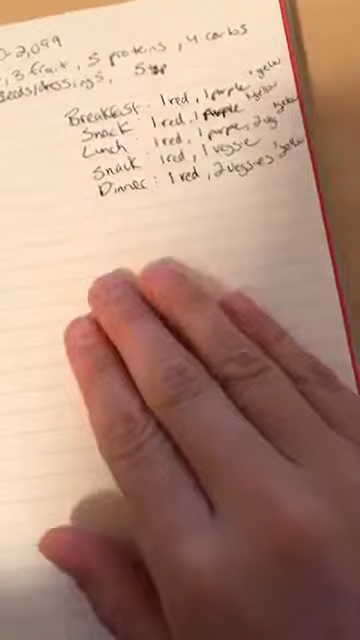 0-2,099
, 3 fruit, 5 proteins, 4 carbs
seeds/dressings, 5
Breakfast: 1 red, 1 purple 1 yellow
Snack: 1 red, 1 purple 1 yellow
Lunch: 1 red, 1 purple, 2 veg 1 yellow
Snack: 1 red, 1 veggie
Dinner: 1 red, 2 veggies 1 yellow